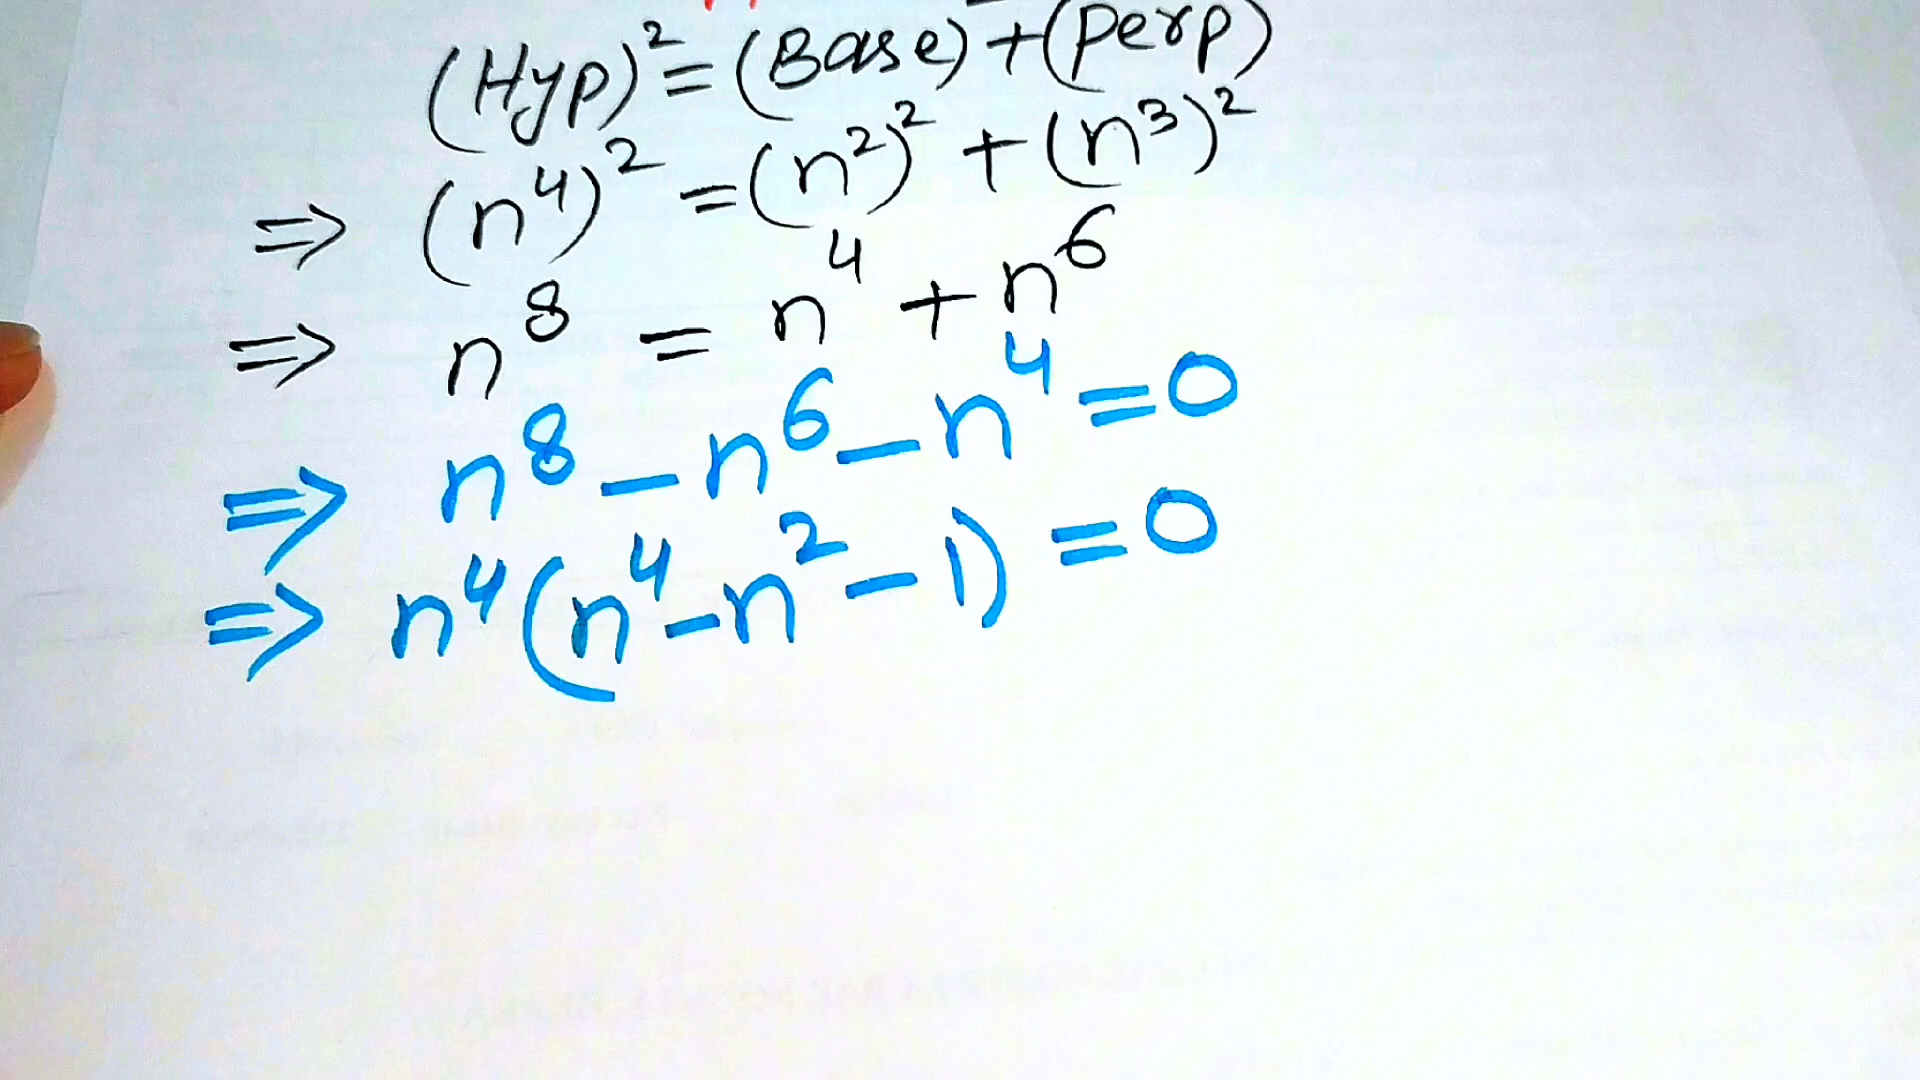 (Hyp)² = (Base) + (Perp)
⇒ (n⁴)² = (n²)² + (n³)²
⇒ n⁸ = n⁴ + n⁶
⇒ n⁸ – n⁶ – n⁴ = 0
⇒ n⁴(n⁴ – n² – 1) = 0